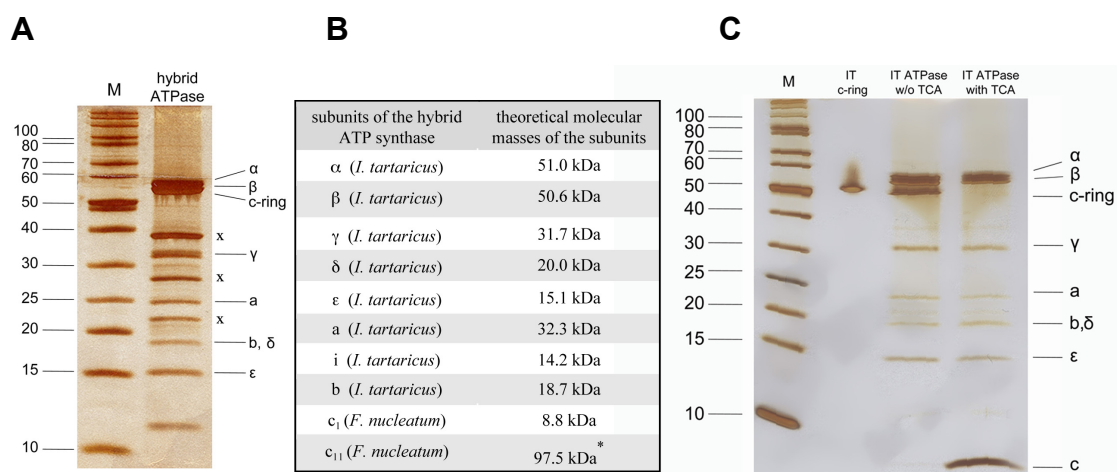 A
B
C
M
hybrid
ATPase
100
80
70
60
50
40
30
25
20
15
10
α
β
c-ring
x
γ
x
a
x
b, δ
ε
subunits of the hybrid ATP synthase theoretical molecular masses of the subunits
α (I. tartaricus) 51.0 kDa
β (I. tartaricus) 50.6 kDa
γ (I. tartaricus) 31.7 kDa
δ (I. tartaricus) 20.0 kDa
ε (I. tartaricus) 15.1 kDa
a (I. tartaricus) 32.3 kDa
i (I. tartaricus) 14.2 kDa
b (I. tartaricus) 18.7 kDa
c₁ (F. nucleatum) 8.8 kDa
c₁₁ (F. nucleatum) 97.5 kDa*
M
IT
c-ring
IT ATPase
w/o TCA
IT ATPase
with TCA
100
80
70
60
50
40
30
25
20
15
10
α
β
c-ring
γ
a
b,δ
ε
c